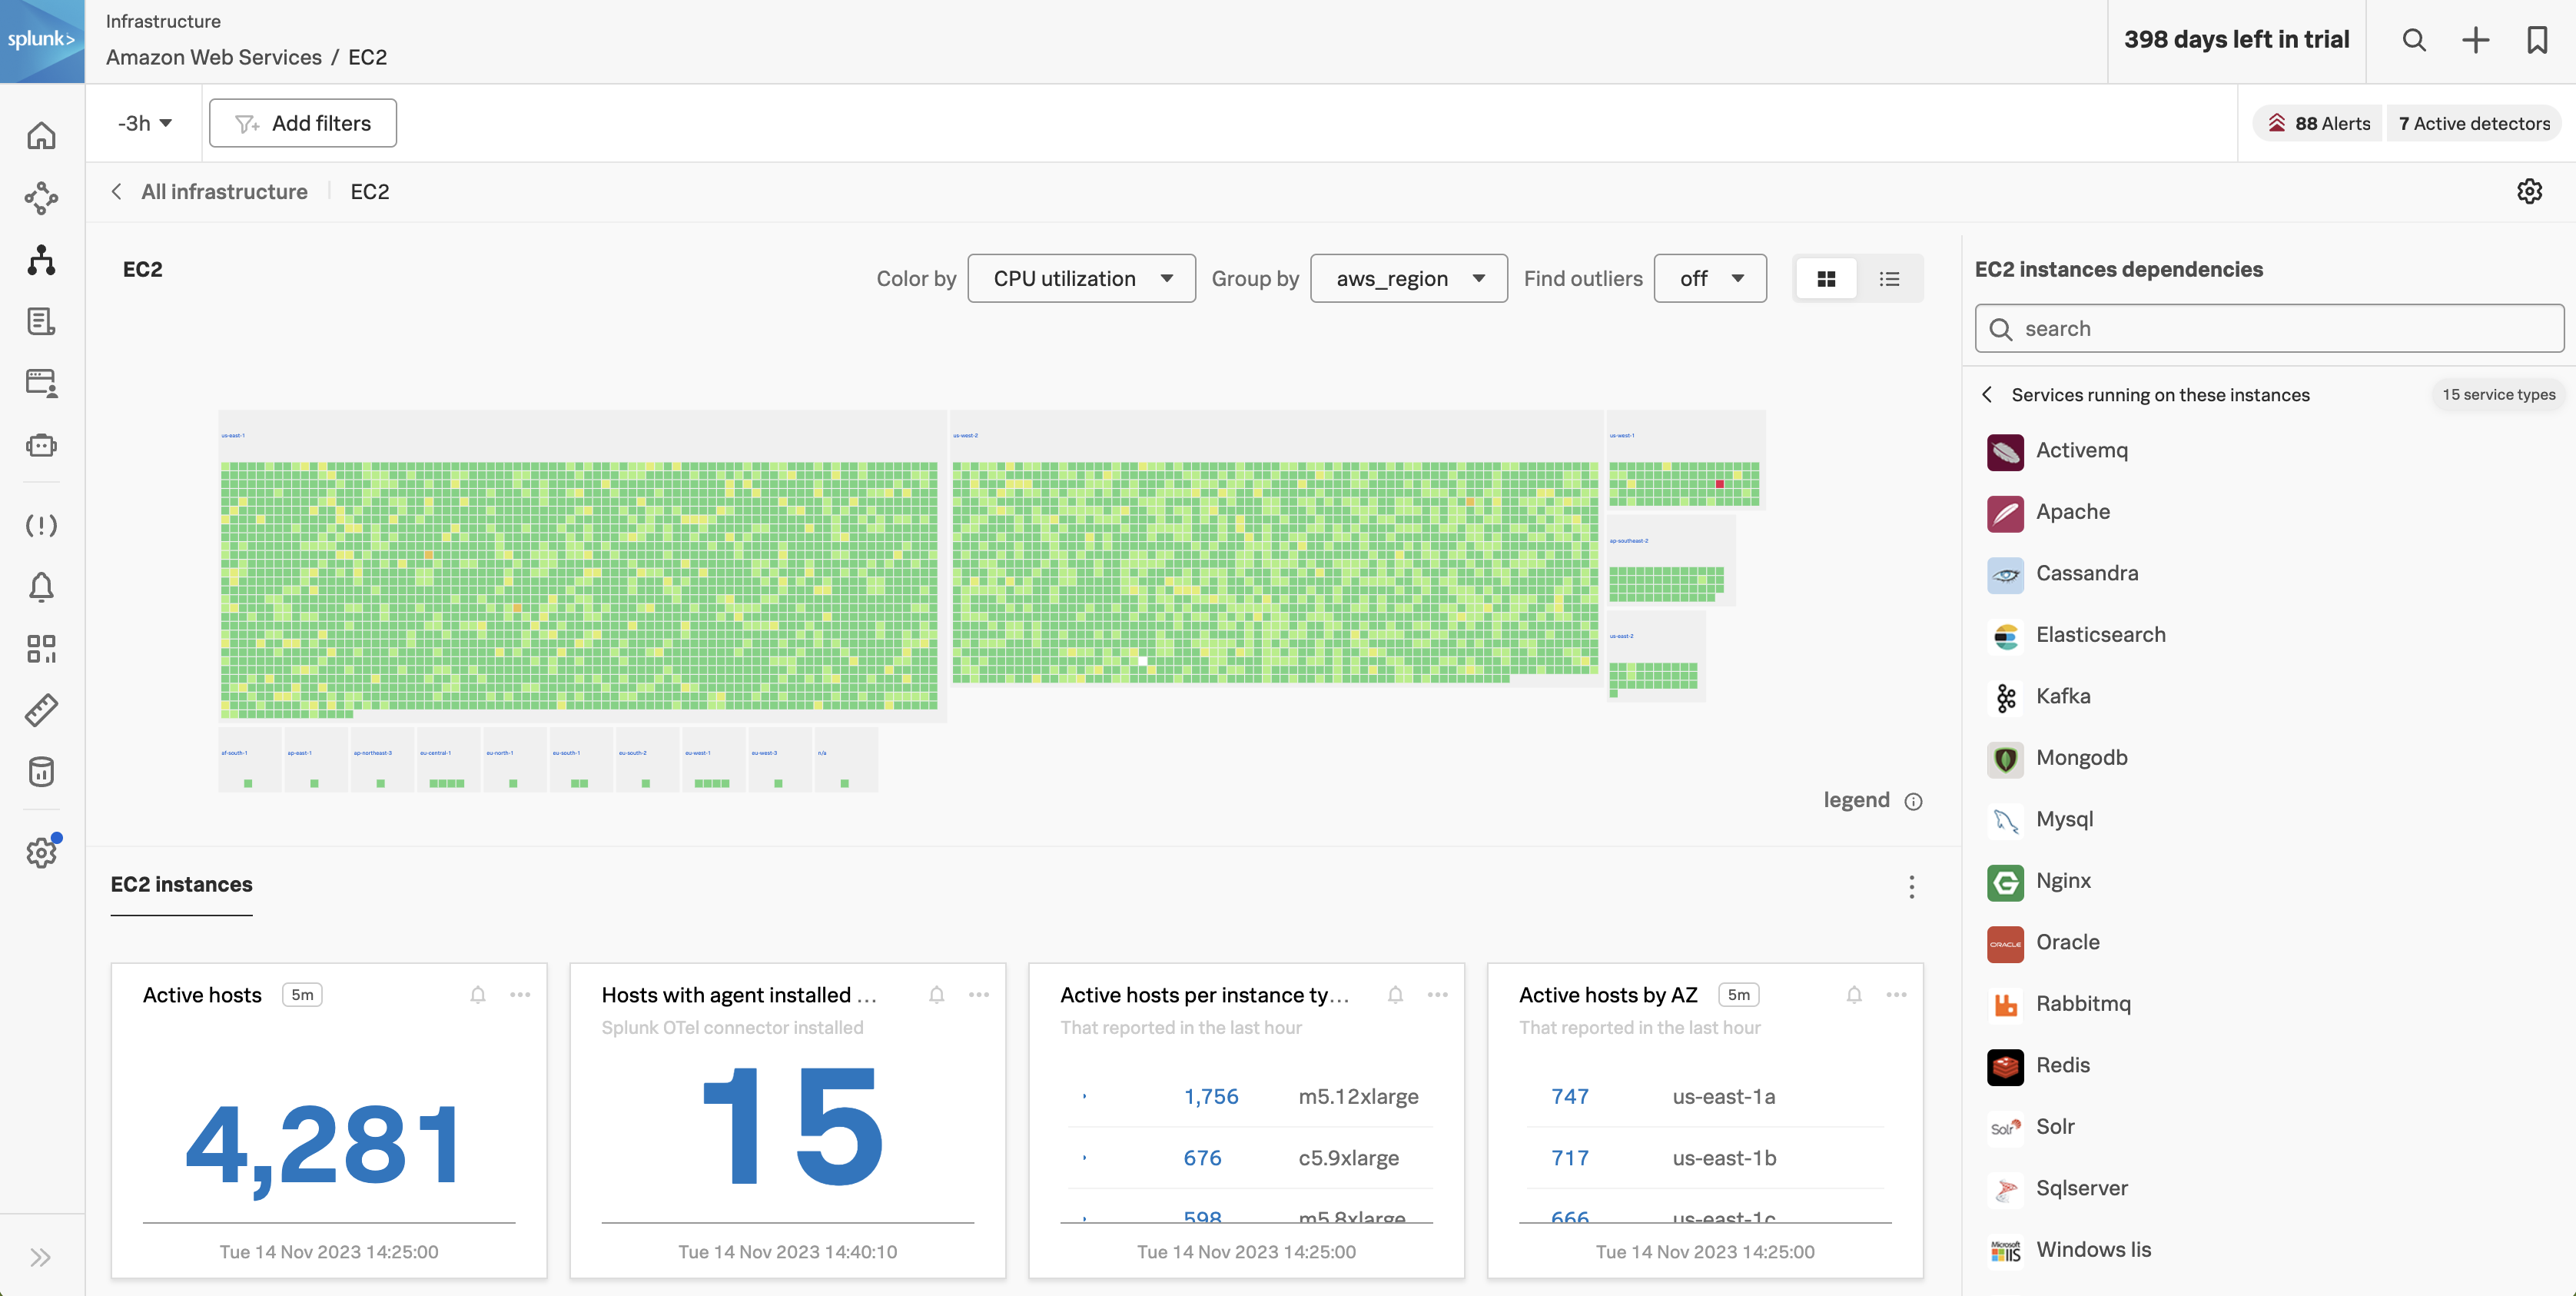 splunk>
Infrastructure
Amazon Web Services / EC2
398 days left in trial
-3h
Add filters
88 Alerts
7 Active detectors
All infrastructure
EC2
EC2
Color by
CPU utilization
Group by
aws_region
Find outliers
off
us-east-1
us-west-2
us-west-1
ap-southeast-2
us-east-2
af-south-1
ap-east-1
ap-northeast-3
eu-central-1
eu-north-1
eu-south-1
eu-south-2
eu-west-1
eu-west-3
n/a
legend
EC2 instances
Active hosts
5m
4,281
Tue 14 Nov 2023 14:25:00
Hosts with agent installed ...
Splunk OTel connector installed
15
Tue 14 Nov 2023 14:40:10
Active hosts per instance ty...
That reported in the last hour
1,756 m5.12xlarge
676 c5.9xlarge
598 m5.8xlarge
Tue 14 Nov 2023 14:25:00
Active hosts by AZ
5m
That reported in the last hour
747 us-east-1a
717 us-east-1b
666 us-east-1c
Tue 14 Nov 2023 14:25:00
EC2 instances dependencies
search
Services running on these instances
15 service types
Activemq
Apache
Cassandra
Elasticsearch
Kafka
Mongodb
Mysql
Nginx
ORACLE
Oracle
Rabbitmq
Redis
Solr
Solr
Sqlserver
Microsoft
IIS
Windows Iis